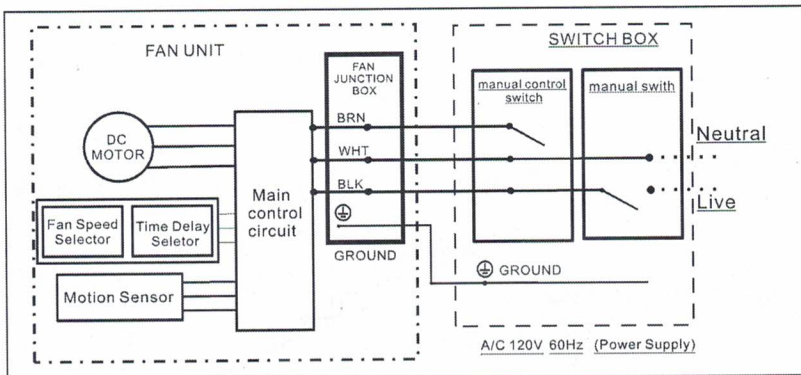 FAN UNIT
SWITCH BOX
FAN
JUNCTION
BOX
manual control
switch
manual swith
BRN
WHT
BLK
DC
MOTOR
Neutral
Live
Main
control
circuit
Fan Speed
Selector
Time Delay
Seletor
GROUND
GROUND
Motion Sensor
A/C 120V 60Hz (Power Supply)